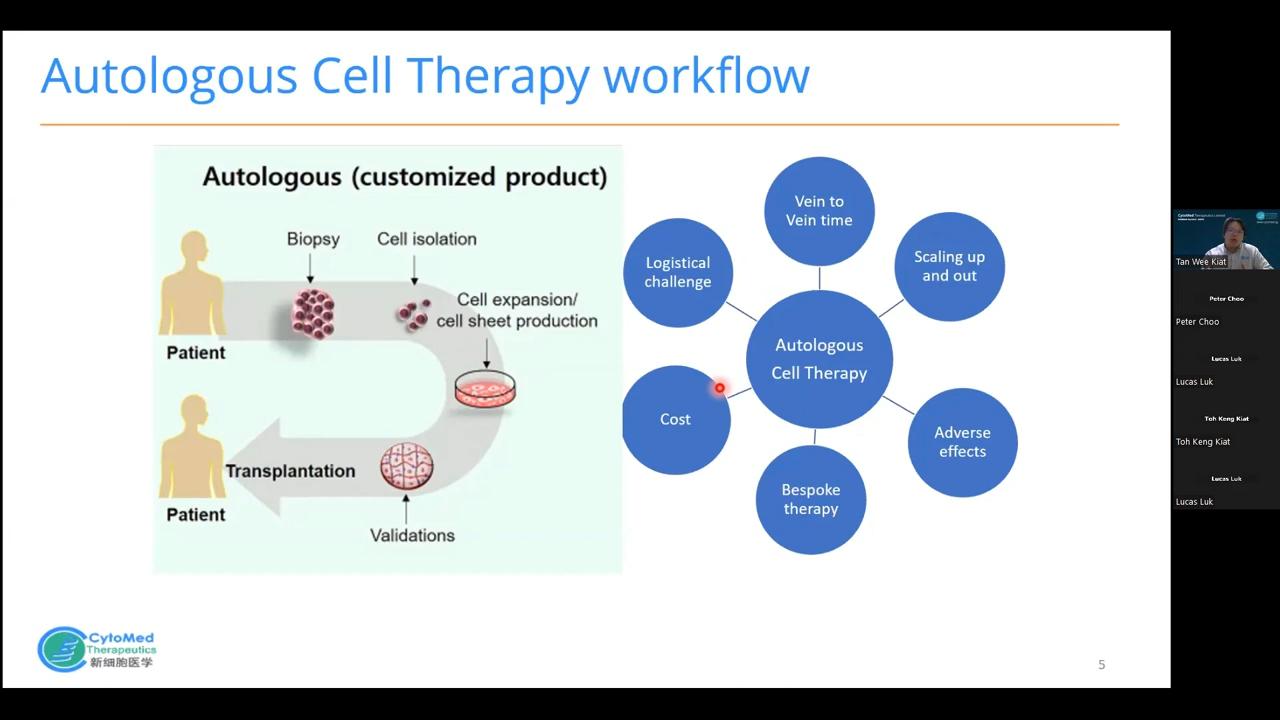 Autologous Cell Therapy workflow
Autologous (customized product)
Biopsy
Cell isolation
Cell expansion/
cell sheet production
Patient
Transplantation
Patient
Validations
Vein to
Vein time
Logistical
challenge
Scaling up
and out
Autologous
Cell Therapy
Cost
Adverse
effects
Bespoke
therapy
CytoMed
Therapeutics
新细胞医学
5
Tan Wee Kiat
Peter Choo
Peter Choo
Lucas Luk
Lucas Luk
Toh Keng Kiat
Toh Keng Kiat
Lucas Luk
Lucas Luk